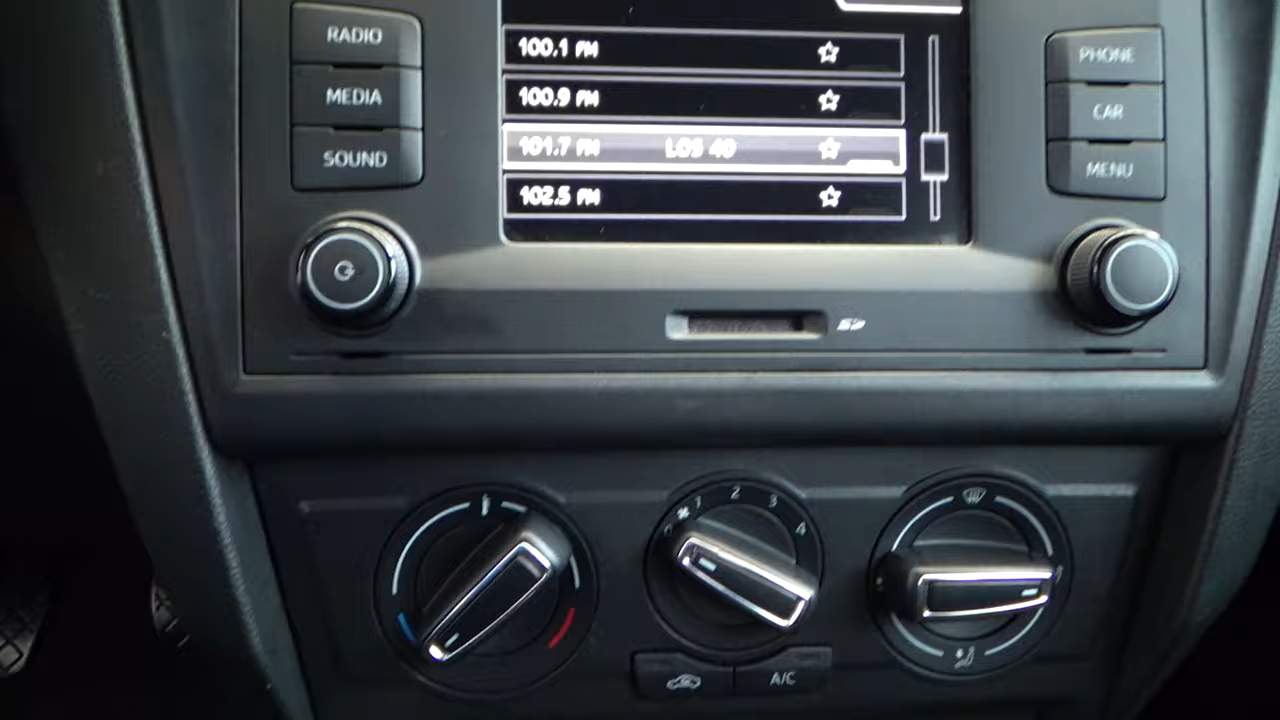 RADIO
MEDIA
SOUND
100.1 FM
100.9 FM
101.7 FM LOS 40
102.5 FM
PHONE
CAR
MENU
SD
1 2 3 4
A/C